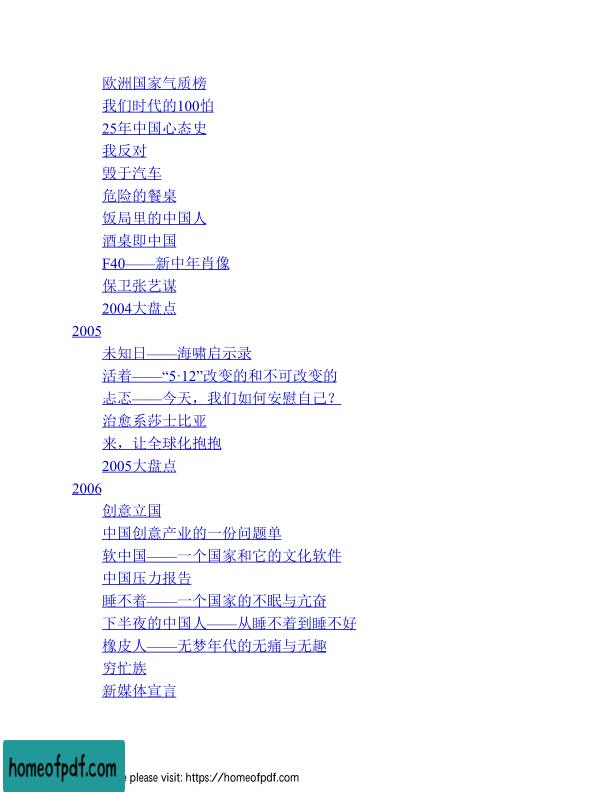 欧洲国家气质榜
我们时代的100怕
25年中国心态史
我反对
毁于汽车
危险的餐桌
饭局里的中国人
酒桌即中国
F40——新中年肖像
保卫张艺谋
2004大盘点
2005
未知日——海啸启示录
活着——“5·12”改变的和不可改变的
忐忑——今天，我们如何安慰自己？
治愈系莎士比亚
来，让全球化抱抱
2005大盘点
2006
创意立国
中国创意产业的一份问题单
软中国——一个国家和它的文化软件
中国压力报告
睡不着——一个国家的不眠与亢奋
下半夜的中国人——从睡不着到睡不好
橡皮人——无梦年代的无痛与无趣
穷忙族
新媒体宣言
homeofpdf.com
e please visit: https://homeofpdf.com